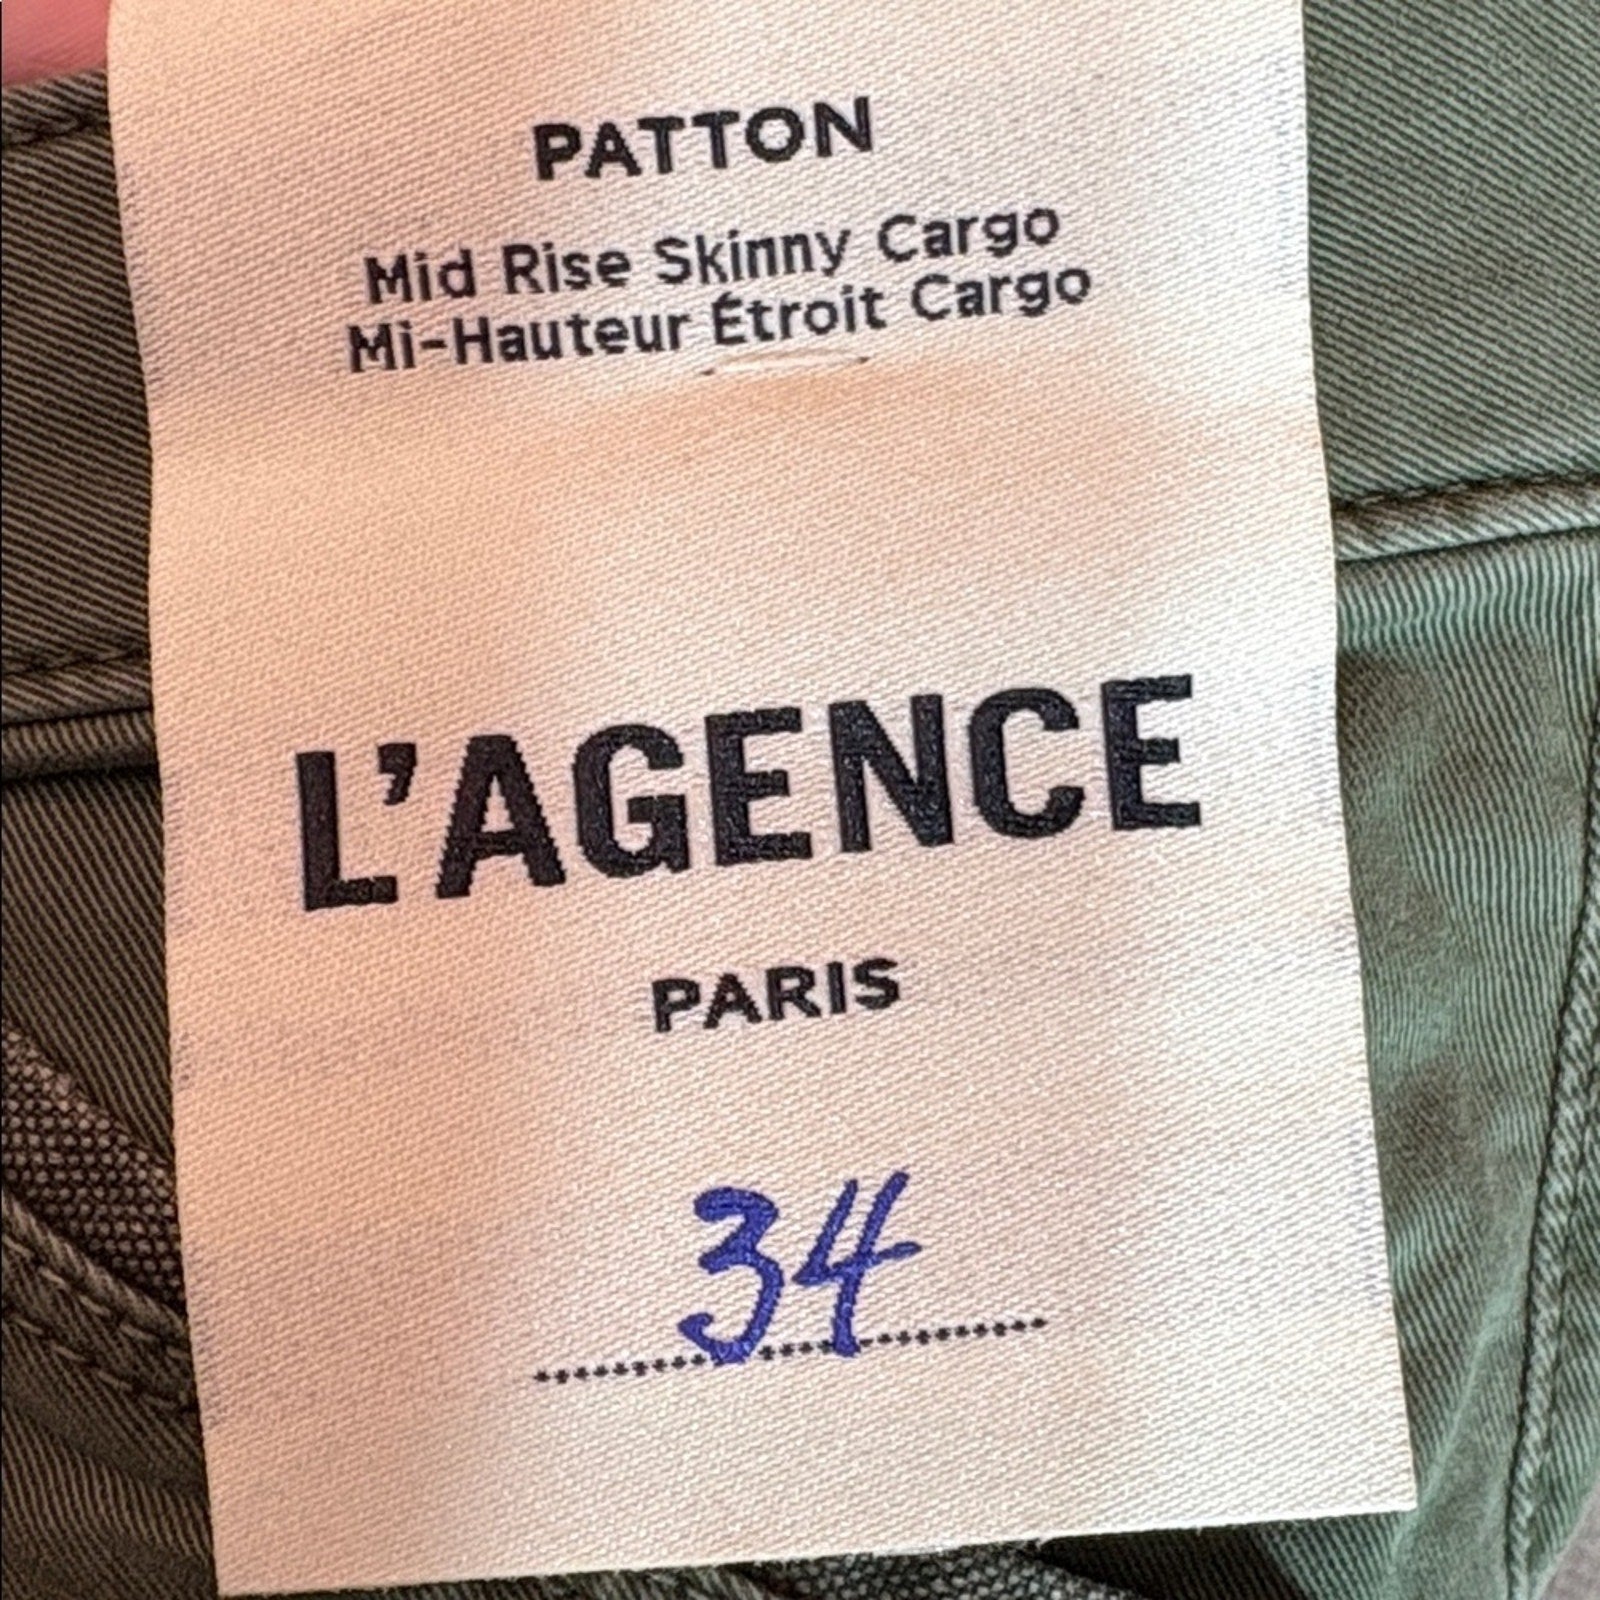 PATTON
Mid Rise Skinny Cargo
Mi-Hauteur Étroit Cargo
L'AGENCE
PARIS
34